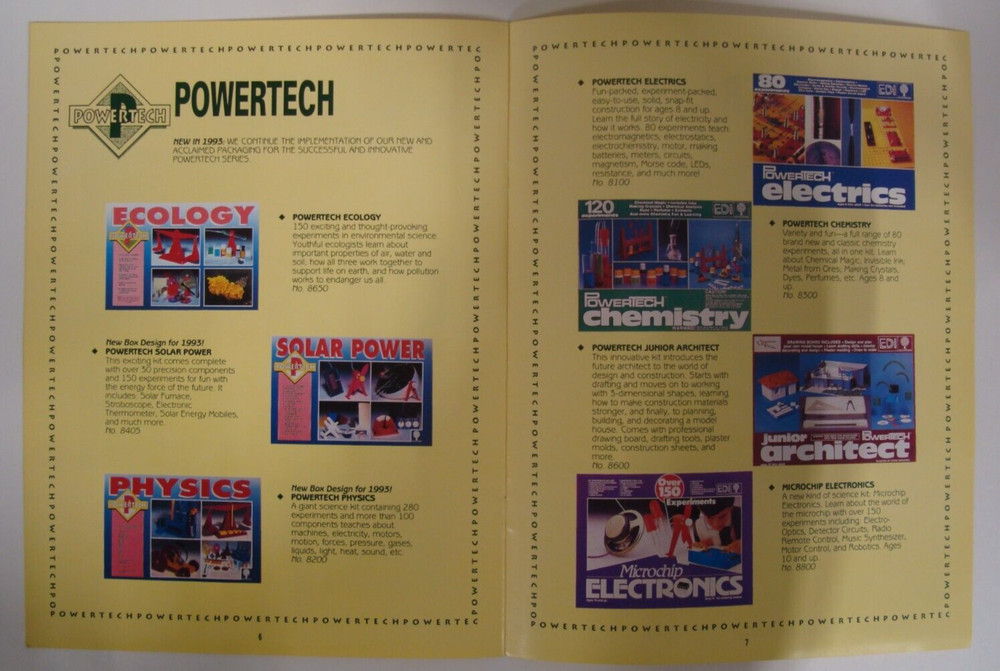 POWERTECHPOWERTECHPOWERTECHPOWERTECHPOWERTEC
POWERTECH
POWERTECH
NEW IN 1993: WE CONTINUE THE IMPLEMENTATION OF OUR NEW AND
ACCLAIMED PACKAGING FOR THE SUCCESSFUL AND INNOVATIVE
POWERTECH SERIES.
ECOLOGY
POWERTECH ECOLOGY
150 exciting and thought-provoking
experiments in environmental science.
Youthful ecologists learn about
important properties of air, water and
soil; how all three work together to
support life on earth, and how pollution
works to endanger us all.
No. 8650
New Box Design for 1993!
POWERTECH SOLAR POWER
This exciting kit comes complete
with over 30 precision components
and 150 experiments for fun with
the energy force of the future. It
includes: Solar Furnace,
Stroboscope, Electronic
Thermometer, Solar Energy Mobiles,
and much more.
No. 8405
SOLAR POWER
PHYSICS
New Box Design for 1993!
POWERTECH PHYSICS
A giant science kit containing 280
experiments and more than 100
components teaches about
machines, electricity, motors,
motion, forces, pressure, gases,
liquids, light, heat, sound, etc.
No. 8200
6
POWERTECH ELECTRICS
Fun-packed, experiment-packed,
easy-to-use, solid, snap-fit
construction for ages 8 and up.
Learn the full story of electricity and
how it works. 80 experiments teach
electromagnetics, electrostatics,
electrochemistry, motor, making
batteries, meters, circuits,
magnetism, Morse code, LEDs,
resistance, and much more!
No. 8100
80
experiments
EDI
POWERTECH
electrics
120
experiments
EDI
POWERTECH
chemistry
POWERTECH CHEMISTRY
Variety and fun—a full range of 80
brand new and classic chemistry
experiments, all in one kit. Learn
about Chemical Magic; Invisible Ink;
Metal from Ores; Making Crystals,
Dyes, Perfumes, etc. Ages 8 and
up.
No. 8300
POWERTECH JUNIOR ARCHITECT
This innovative kit introduces the
future architect to the world of
design and construction. Starts with
drafting and moves on to working
with 3-dimensional shapes, learning
how to make construction materials
stronger, and finally, to planning,
building, and decorating a model
house. Comes with professional
drawing board, drafting tools, plaster
molds, construction sheets, and
more.
No. 8600
EDI
junior
POWERTECH
architect
Over
150
Experiments
EDI
Microchip
ELECTRONICS
MICROCHIP ELECTRONICS
A new kind of science kit: Microchip
Electronics. Learn about the world of
the microchip with over 150
experiments including: Electro-
Optics, Detector Circuits, Radio
Remote Control, Music Synthesizer,
Motor Control, and Robotics. Ages
10 and up.
No. 8800
7